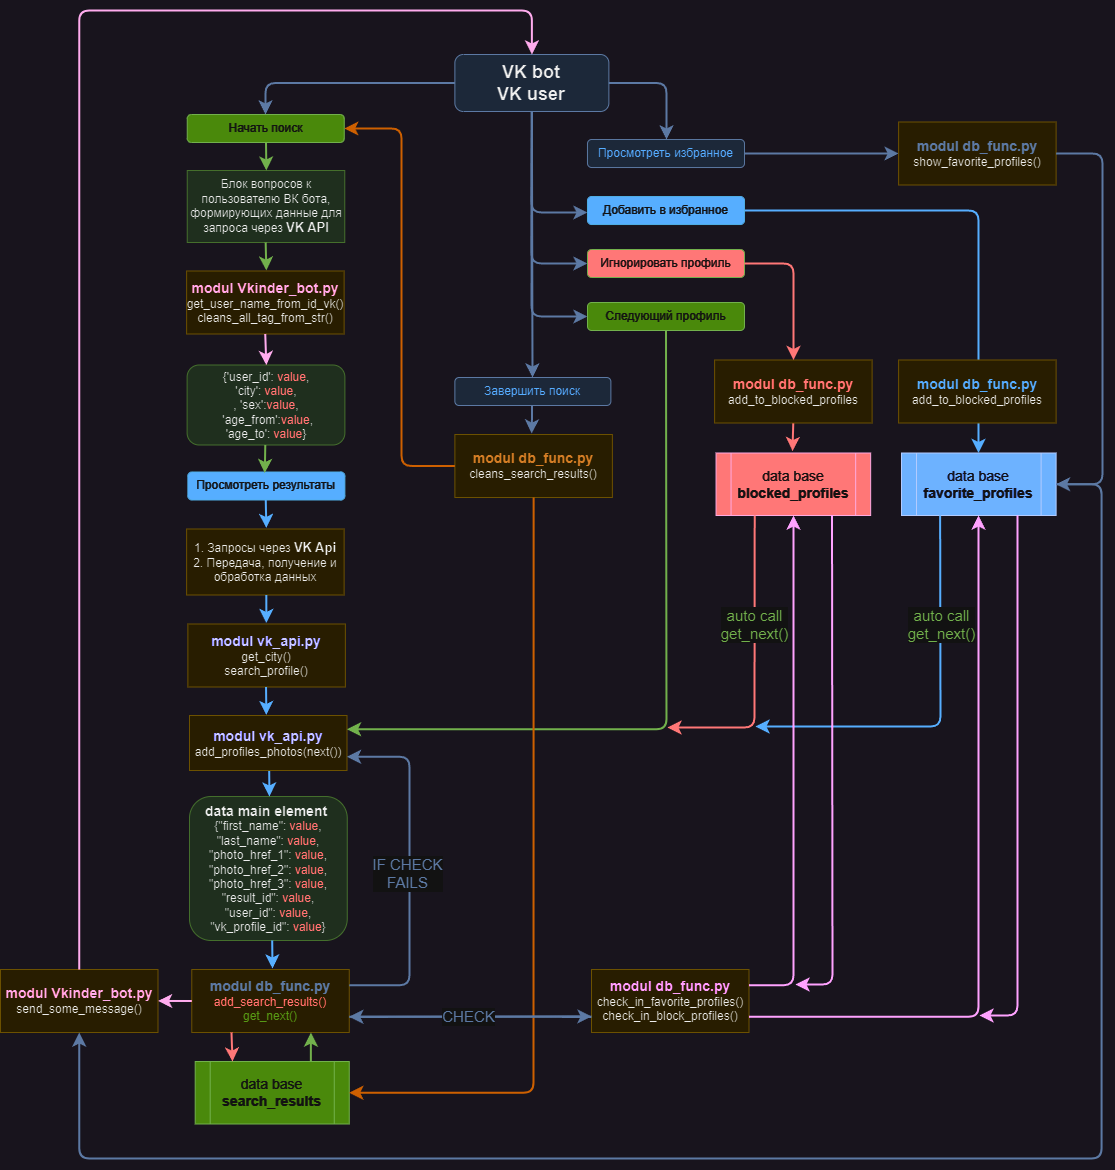 VK bot
VK user
Начать поиск
Блок вопросов к
пользователю ВК бота,
формирующих данные для
запроса через VK API
modul Vkinder_bot.py
get_user_name_from_id_vk()
cleans_all_tag_from_str()
{'user_id': value,
'city': value,
, 'sex':value,
'age_from':value,
'age_to': value}
Просмотреть результаты
1. Запросы через VK Api
2. Передача, получение и
обработка данных
modul vk_api.py
get_city()
search_profile()
modul vk_api.py
add_profiles_photos(next())
data main element
{"first_name": value,
"last_name": value,
"photo_href_1": value,
"photo_href_2": value,
"photo_href_3": value,
"result_id": value,
"user_id": value,
"vk_profile_id": value}
modul db_func.py
add_search_results()
get_next()
data base
search_results
modul Vkinder_bot.py
send_some_message()
IF CHECK
FAILS
CHECK
Просмотреть избранное
Добавить в избранное
Игнорировать профиль
Следующий профиль
Завершить поиск
modul db_func.py
cleans_search_results()
modul db_func.py
show_favorite_profiles()
modul db_func.py
add_to_blocked_profiles
modul db_func.py
add_to_blocked_profiles
data base
blocked_profiles
data base
favorite_profiles
auto call
get_next()
auto call
get_next()
modul db_func.py
check_in_favorite_profiles()
check_in_block_profiles()